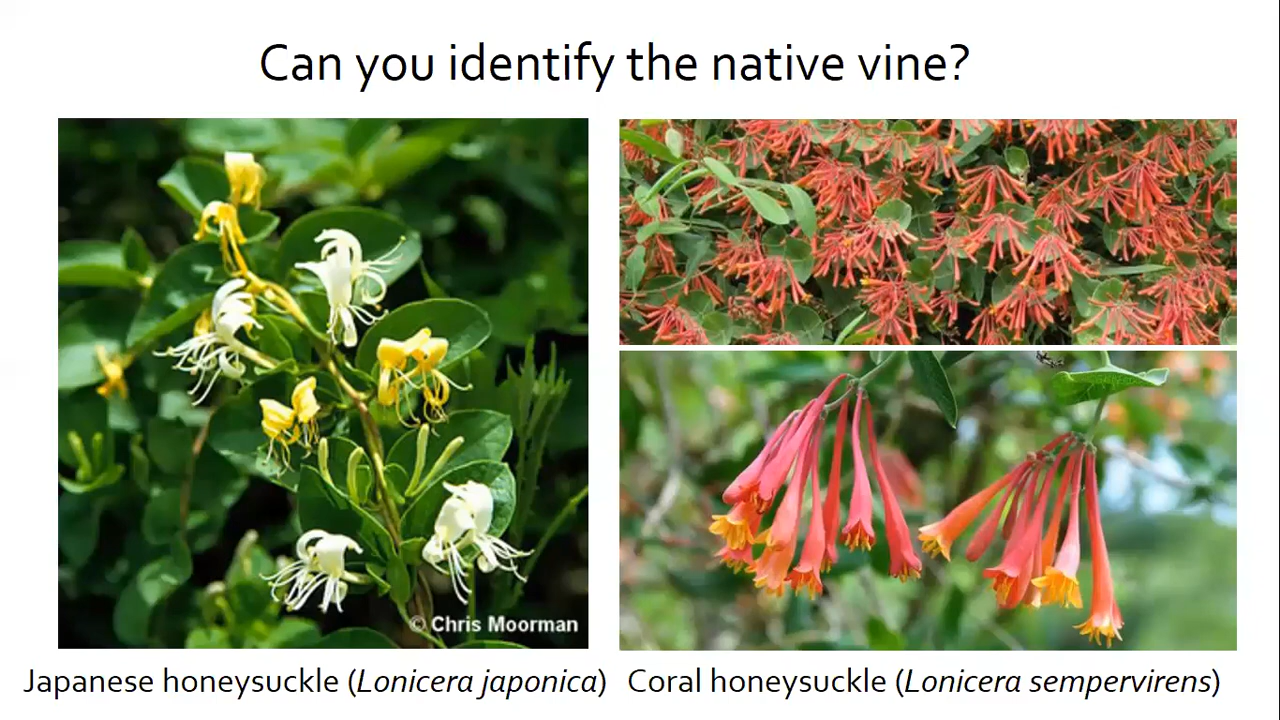 Can you identify the native vine?
© Chris Moorman
Japanese honeysuckle (Lonicera japonica)
Coral honeysuckle (Lonicera sempervirens)